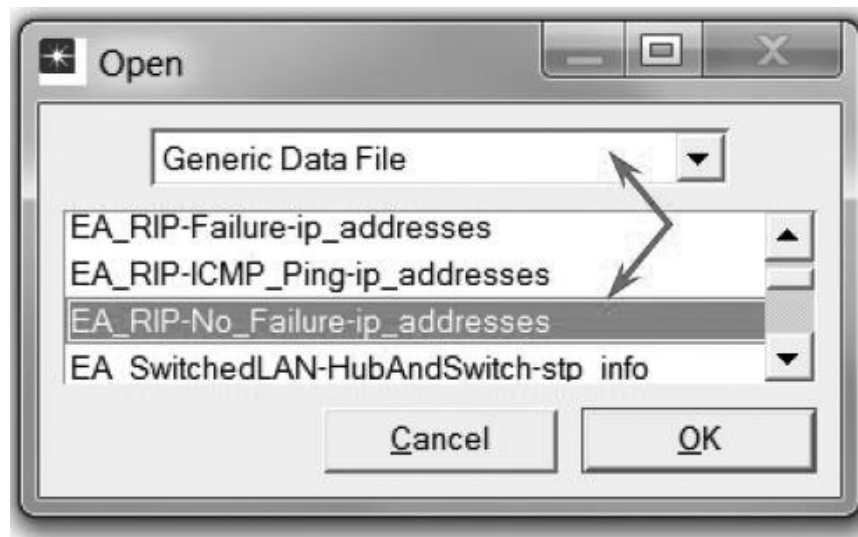 Open
Generic Data File
EA_RIP-Failure-ip_addresses
EA_RIP-ICMP_Ping-ip_addresses
EA_RIP-No_Failure-ip_addresses
EA_SwitchedLAN-HubAndSwitch-stp_info
Cancel
OK